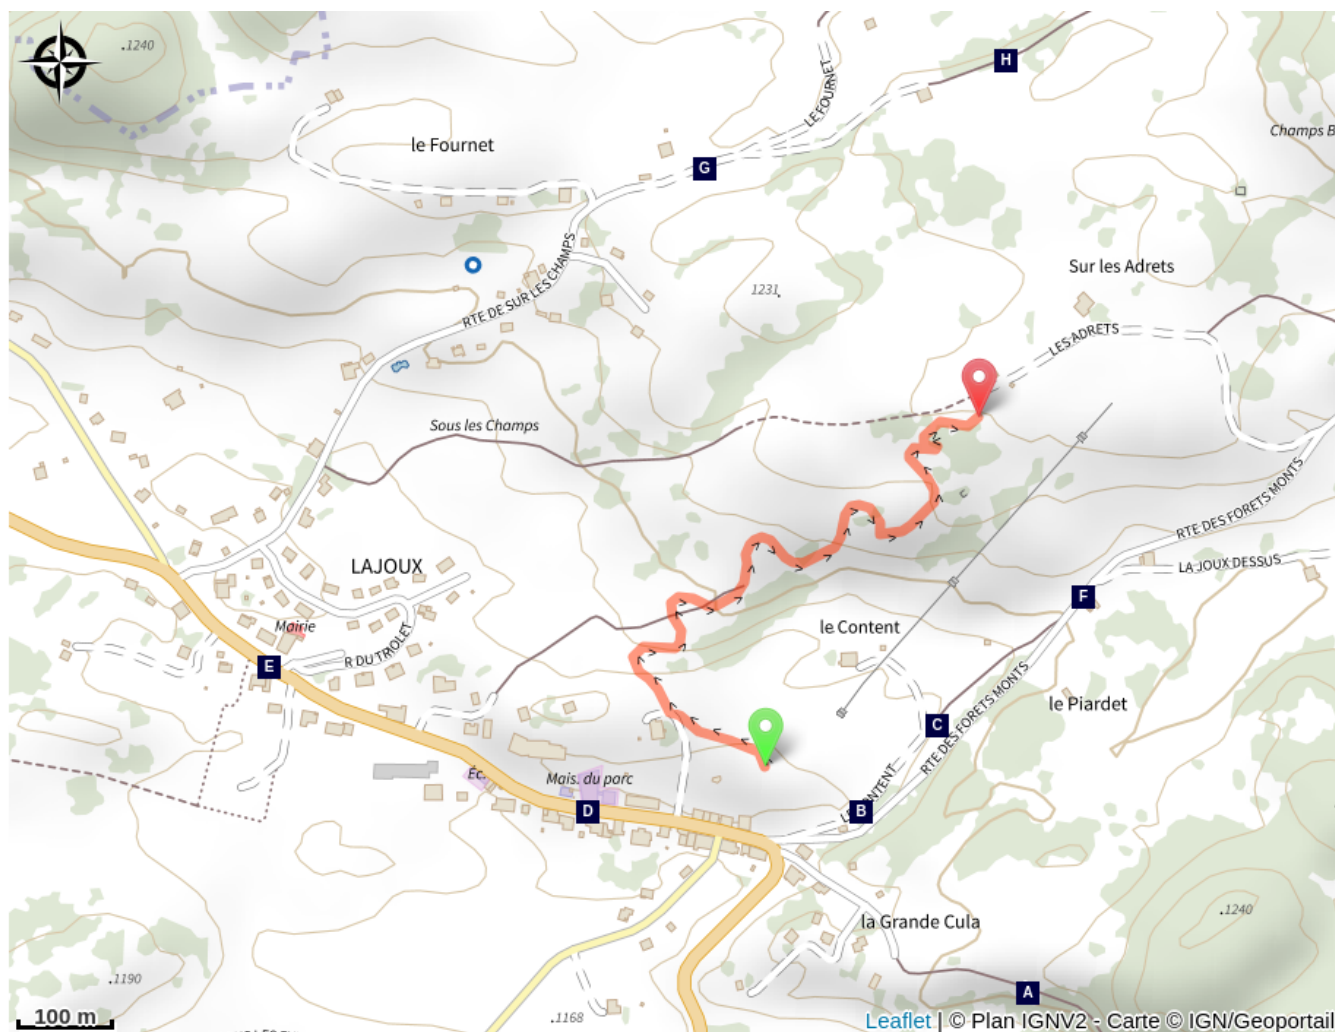 .1240
H
LE FOURNET
Champs B
le Fournet
G
Sur les Adrets
RTE DE SUR LES CHAMPS
1231
LES ADRETS
Sous les Champs
RTE DES FORETS MONTS
LA JOUX DESSUS
LAJOUX
F
Mairie
le Content
R DU TROLET
E
RTE DES FORETS MONTS
le Piardet
C
Éc.
Mais. du parc
D
B
LE CONTENT
.1240
la Grande Cula
.1190
A
.1168
100 m
Leaflet | © Plan IGNV2 - Carte © IGN/Geoportail